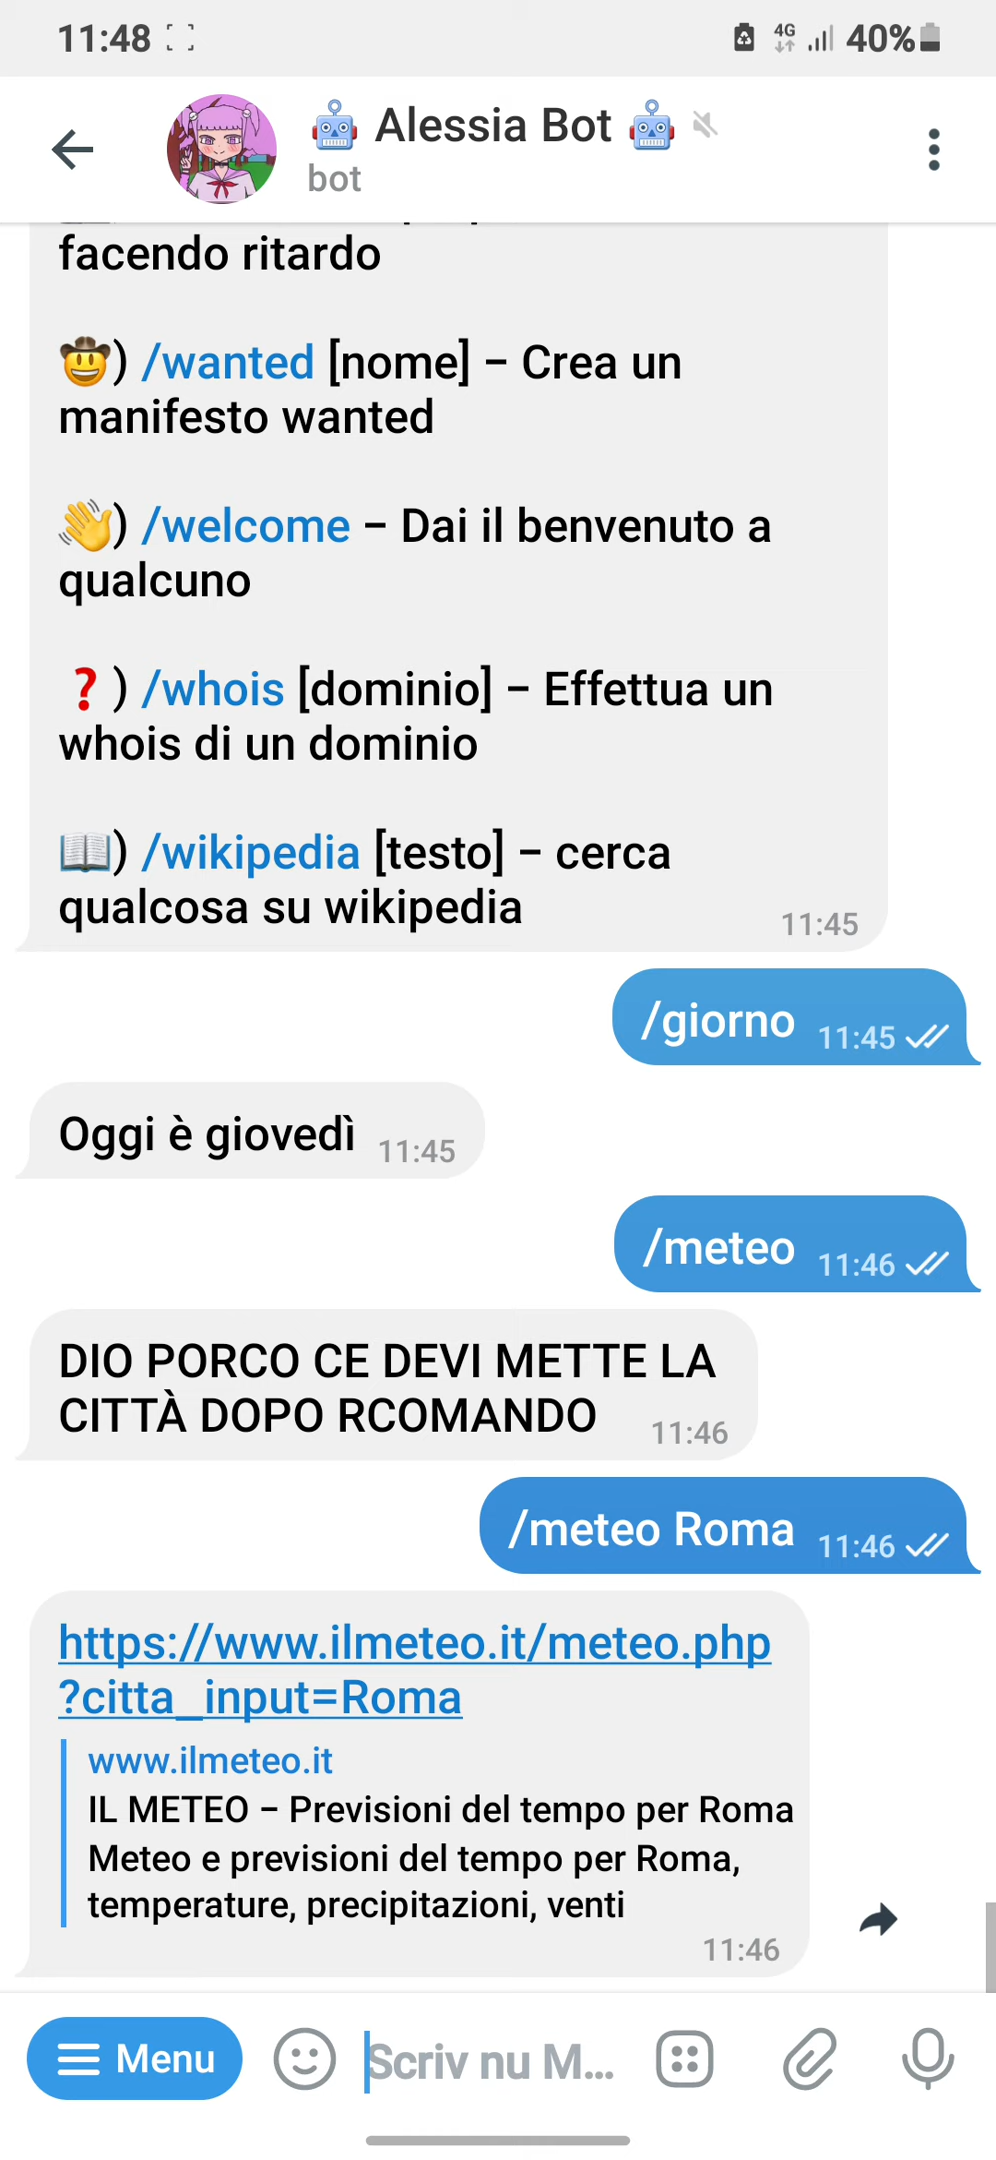 11:48
4G
40%
Alessia Bot
bot
facendo ritardo
) /wanted [nome] – Crea un
manifesto wanted
) /welcome – Dai il benvenuto a
qualcuno
❓) /whois [dominio] – Effettua un
whois di un dominio
) /wikipedia [testo] – cerca
qualcosa su wikipedia
11:45
/giorno 11:45
Oggi è giovedì 11:45
/meteo 11:46
DIO PORCO CE DEVI METTE LA
CITTÀ DOPO RCOMANDO 11:46
/meteo Roma 11:46
https://www.ilmeteo.it/meteo.php
?citta_input=Roma
www.ilmeteo.it
IL METEO – Previsioni del tempo per Roma
Meteo e previsioni del tempo per Roma,
temperature, precipitazioni, venti
11:46
Menu
Scriv nu M...